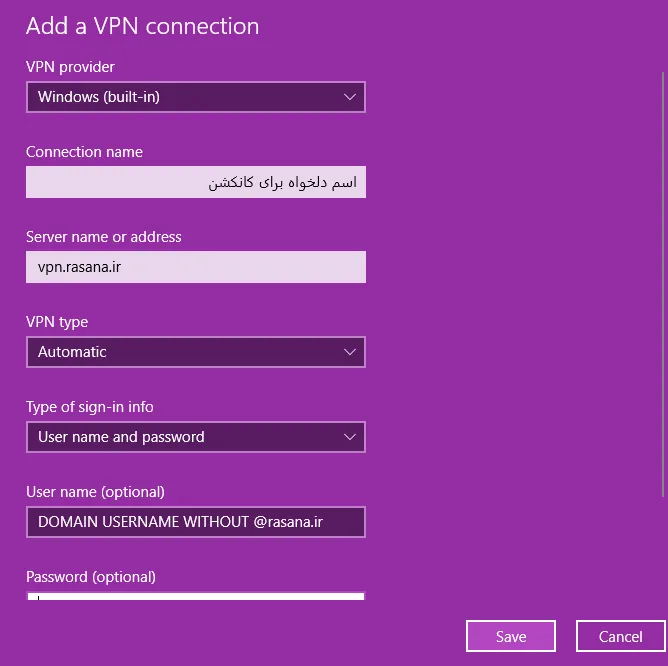 Add a VPN connection
VPN provider
Windows (built-in)
Connection name
اسم دلخواه برای کانکشن
Server name or address
vpn.rasana.ir
VPN type
Automatic
Type of sign-in info
User name and password
User name (optional)
DOMAIN USERNAME WITHOUT @rasana.ir
Password (optional)
Save
Cancel